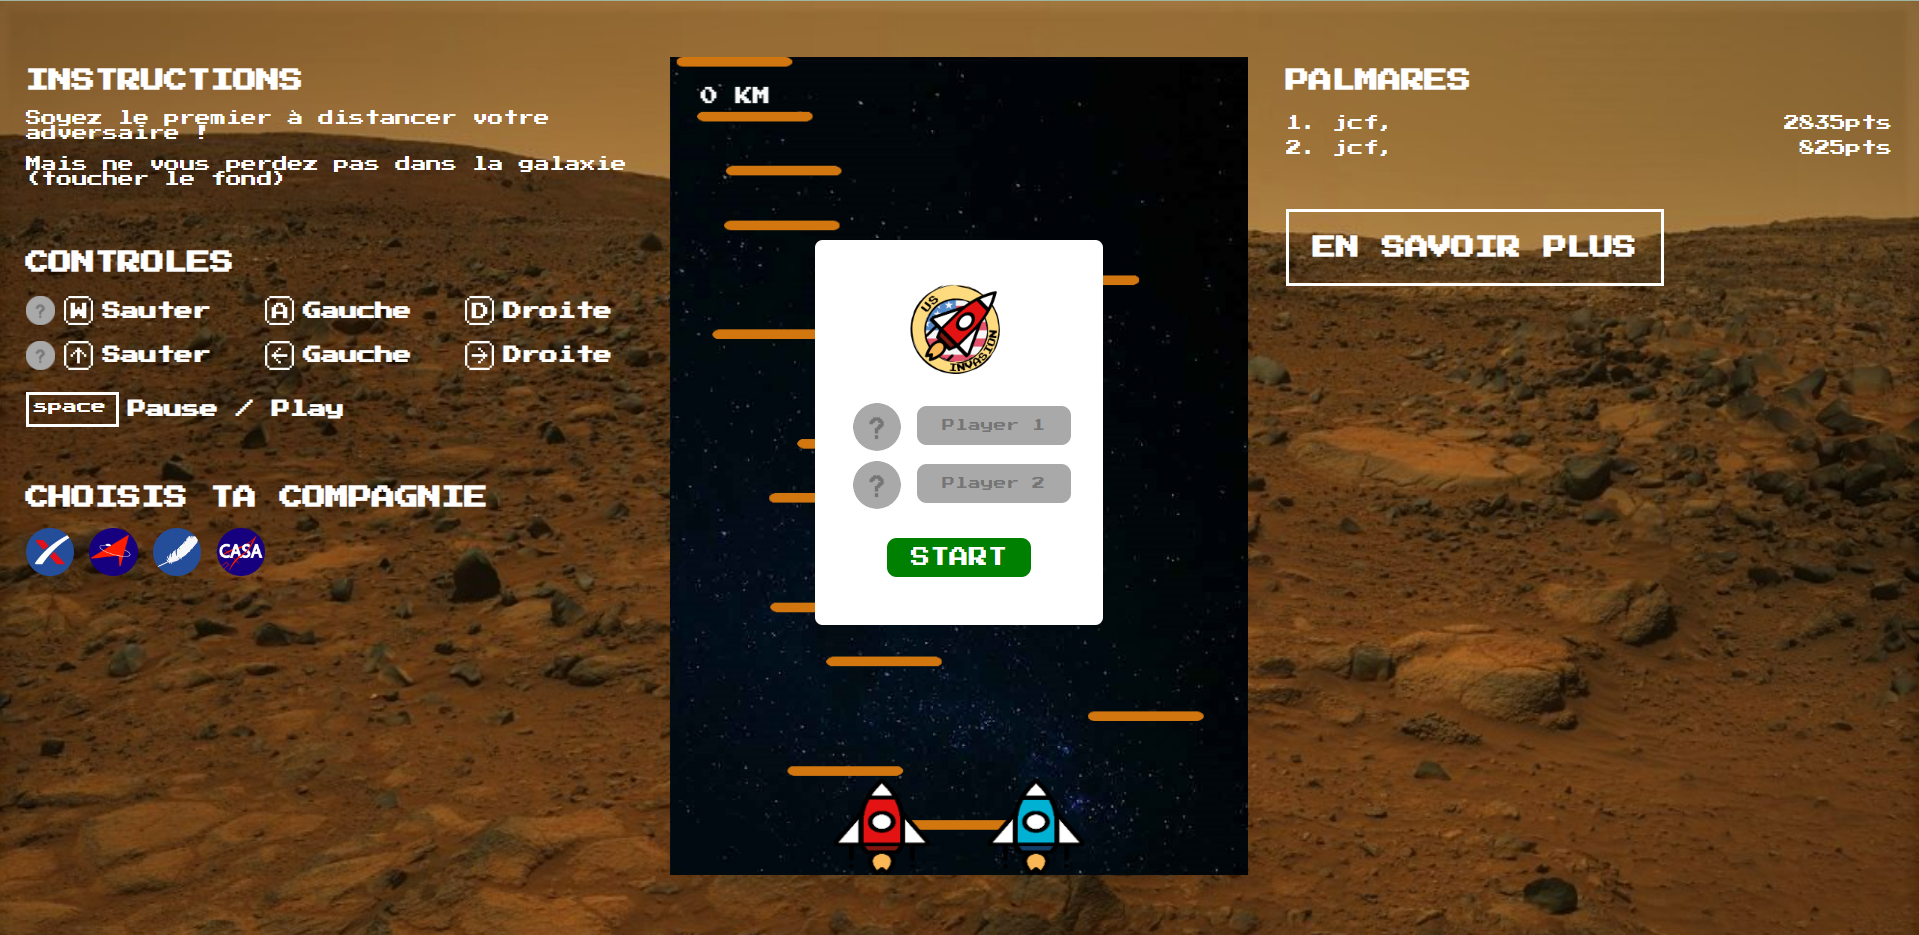 INSTRUCTIONS
Soyez le premier à distancer votre
adversaire !
Mais ne vous perdez pas dans la galaxie
(toucher le fond)
CONTROLES
? W Sauter A Gauche D Droite
? ↑ Sauter ← Gauche → Droite
space Pause / Play
CHOISIS TA COMPAGNIE
CASA
0 KM
US
INVASION
? Player 1
? Player 2
START
PALMARES
1. jcf, 2835pts
2. jcf, 825pts
EN SAVOIR PLUS